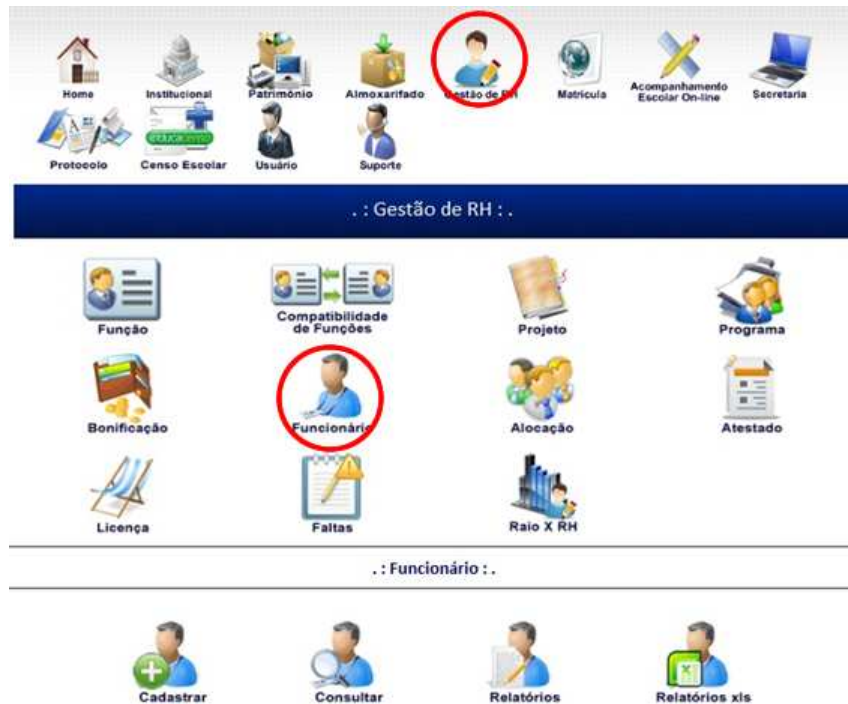 Home
Institucional
Patrimônio
Almoxarifado
Gestão de RH
Matrícula
Acompanhamento
Escolar On-line
Secretaria
Protocolo
educacenso
Censo Escolar
Usuário
Suporte
. : Gestão de RH : .
Função
Compatibilidade
de Funções
Projeto
Programa
Bonificação
Funcionário
Alocação
Atestado
Licença
Faltas
Raio X RH
. : Funcionário : .
Cadastrar
Consultar
Relatórios
Relatórios xls